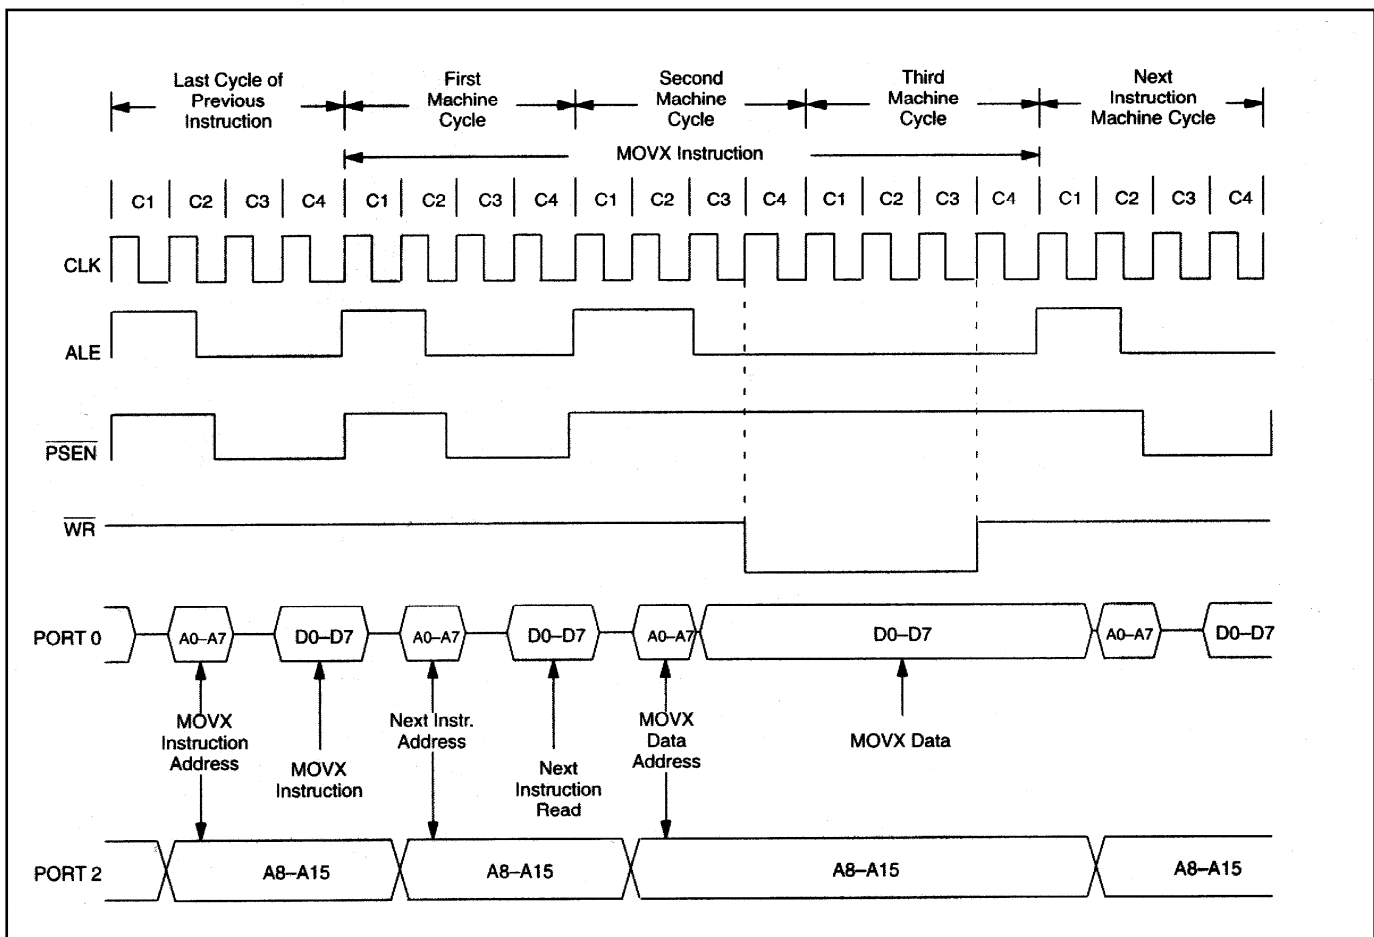 Last Cycle of
Previous
Instruction
First
Machine
Cycle
Second
Machine
Cycle
Third
Machine
Cycle
Next
Instruction
Machine Cycle
MOVX Instruction
C1 C2 C3 C4 C1 C2 C3 C4 C1 C2 C3 C4 C1 C2 C3 C4 C1 C2 C3 C4
CLK
ALE
PSEN
WR
PORT 0
A0–A7 D0–D7 A0–A7 D0–D7 A0–A7 D0–D7 A0–A7 D0–D7
MOVX
Instruction
Address
MOVX
Instruction
Next Instr.
Address
Next
Instruction
Read
MOVX
Data
Address
MOVX Data
PORT 2
A8–A15 A8–A15 A8–A15 A8–A15